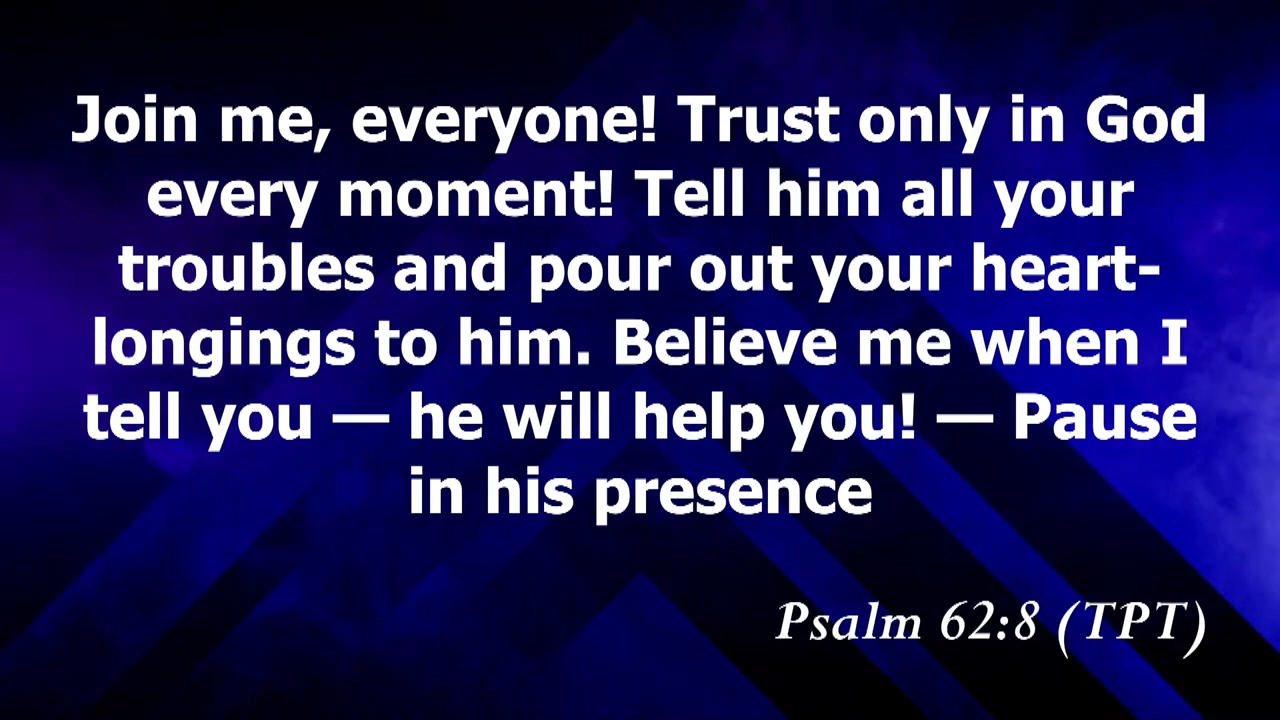 Join me, everyone! Trust only in God
every moment! Tell him all your
troubles and pour out your heart-
longings to him. Believe me when I
tell you — he will help you! — Pause
in his presence
Psalm 62:8 (TPT)